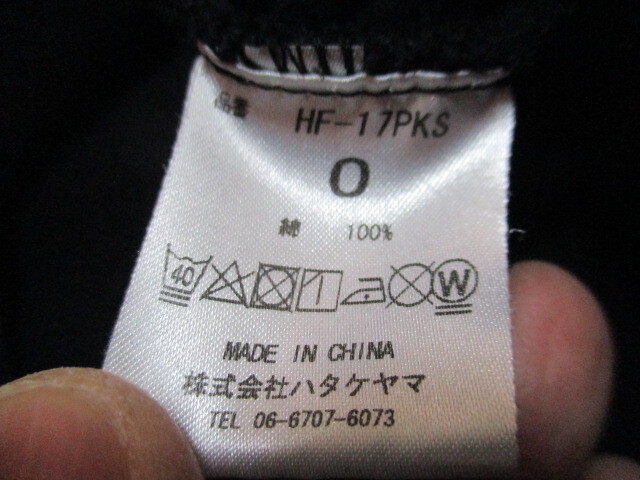 品番 HF-17PKS
O
綿 100%
40 W
MADE IN CHINA
株式会社ハタケヤマ
TEL 06-6707-6073